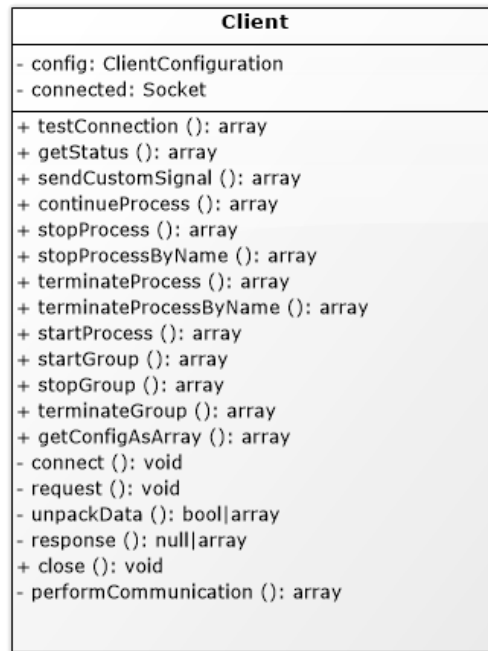 Client
- config: ClientConfiguration
- connected: Socket
+ testConnection (): array
+ getStatus (): array
+ sendCustomSignal (): array
+ continueProcess (): array
+ stopProcess (): array
+ stopProcessByName (): array
+ terminateProcess (): array
+ terminateProcessByName (): array
+ startProcess (): array
+ startGroup (): array
+ stopGroup (): array
+ terminateGroup (): array
+ getConfigAsArray (): array
- connect (): void
- request (): void
- unpackData (): bool|array
- response (): null|array
+ close (): void
- performCommunication (): array